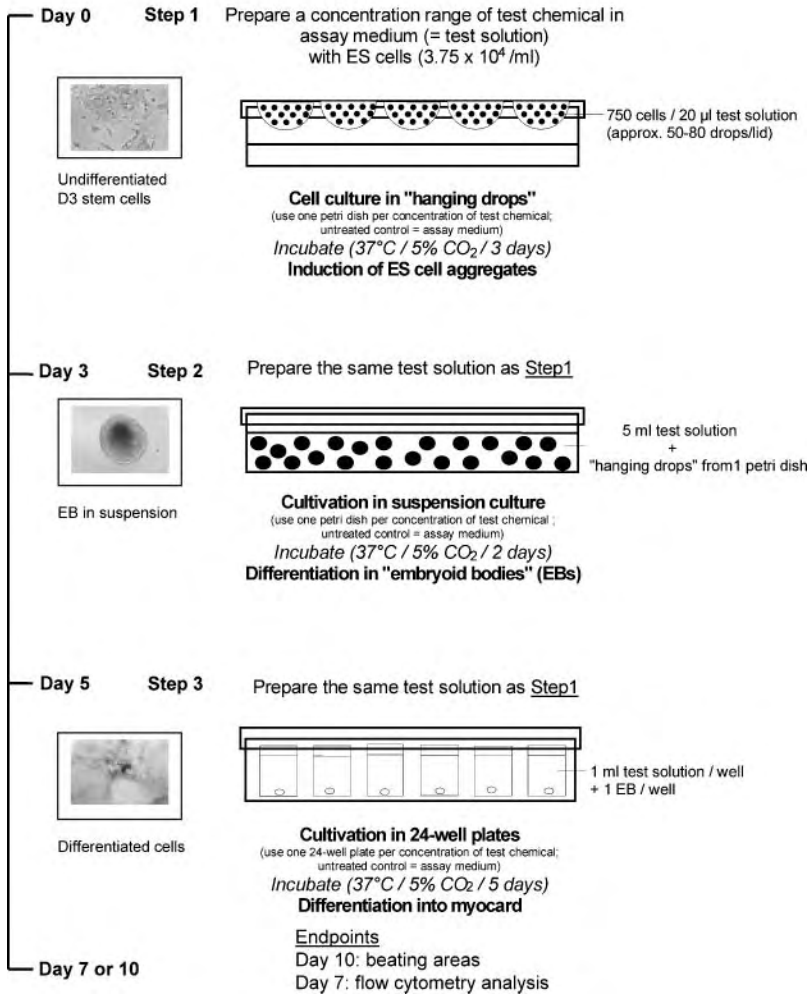 Day 0 Step 1 Prepare a concentration range of test chemical in
assay medium (= test solution)
with ES cells (3.75 x 10⁴ /ml)
750 cells / 20 µl test solution
(approx. 50-80 drops/lid)
Undifferentiated
D3 stem cells
Cell culture in "hanging drops"
(use one petri dish per concentration of test chemical;
untreated control = assay medium)
Incubate (37°C / 5% CO₂ / 3 days)
Induction of ES cell aggregates
Day 3 Step 2 Prepare the same test solution as Step1
5 ml test solution
+
"hanging drops" from1 petri dish
EB in suspension
Cultivation in suspension culture
(use one petri dish per concentration of test chemical ;
untreated control = assay medium)
Incubate (37°C / 5% CO₂ / 2 days)
Differentiation in "embryoid bodies" (EBs)
Day 5 Step 3 Prepare the same test solution as Step1
1 ml test solution / well
+ 1 EB / well
Differentiated cells
Cultivation in 24-well plates
(use one 24-well plate per concentration of test chemical;
untreated control = assay medium)
Incubate (37°C / 5% CO₂ / 5 days)
Differentiation into myocard
Endpoints
Day 10: beating areas
Day 7 or 10 Day 7: flow cytometry analysis